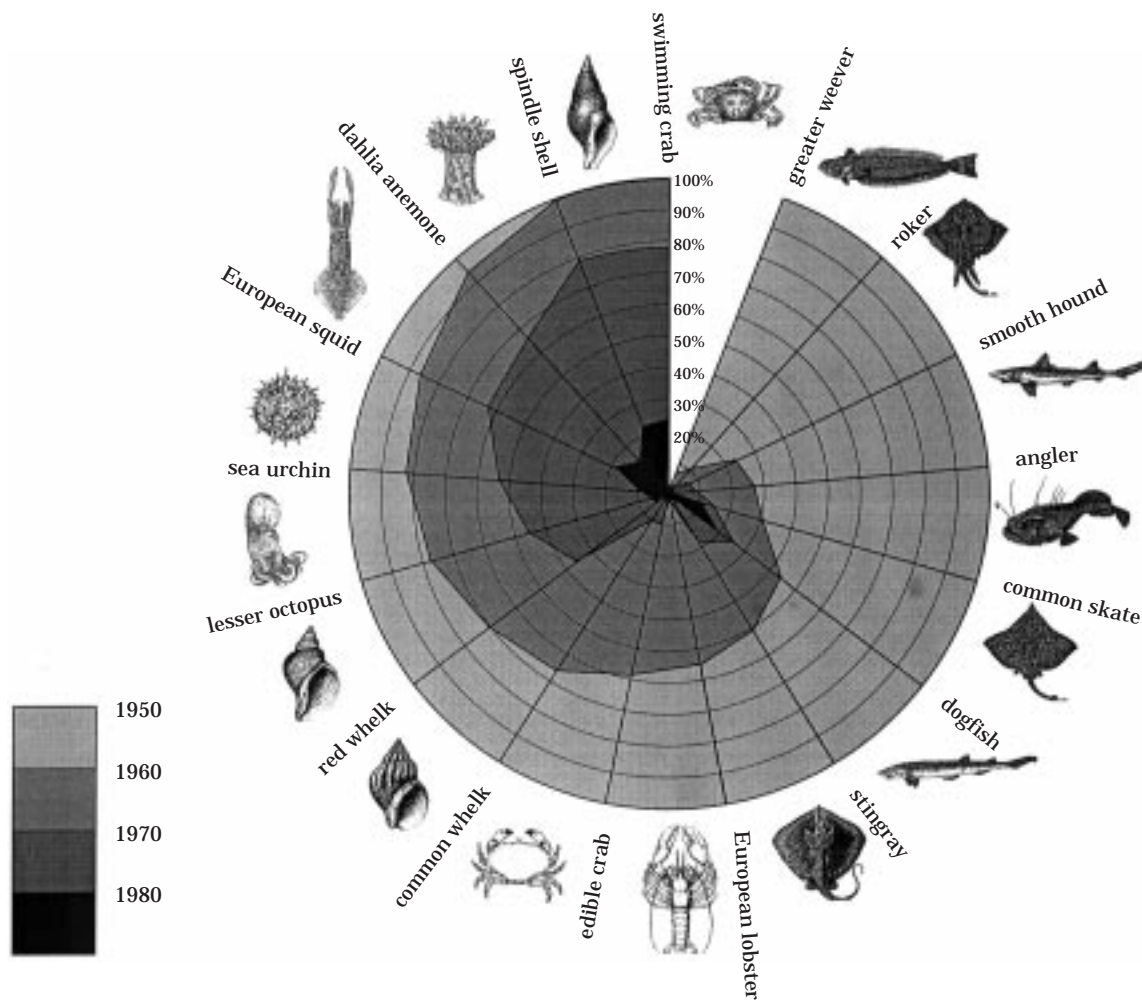 swimming crab
greater weever
roker
smooth hound
angler
common skate
dogfish
stingray
European lobster
edible crab
common whelk
red whelk
lesser octopus
sea urchin
European squid
dahlia anemone
spindle shell
100%
90%
80%
70%
60%
50%
40%
30%
20%
1950
1960
1970
1980